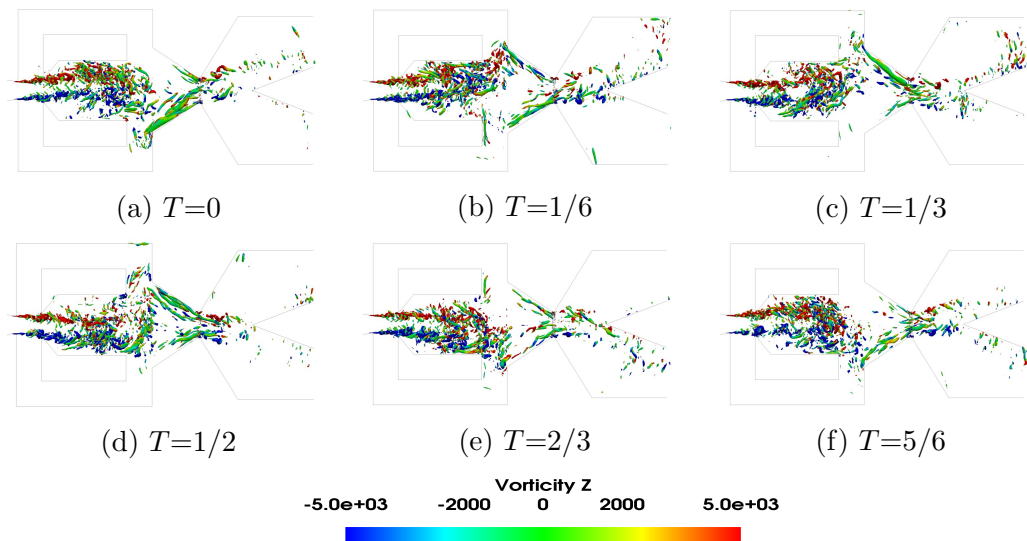 (a) T=0
(b) T=1/6
(c) T=1/3
(d) T=1/2
(e) T=2/3
(f) T=5/6
Vorticity Z
-5.0e+03 -2000 0 2000 5.0e+03